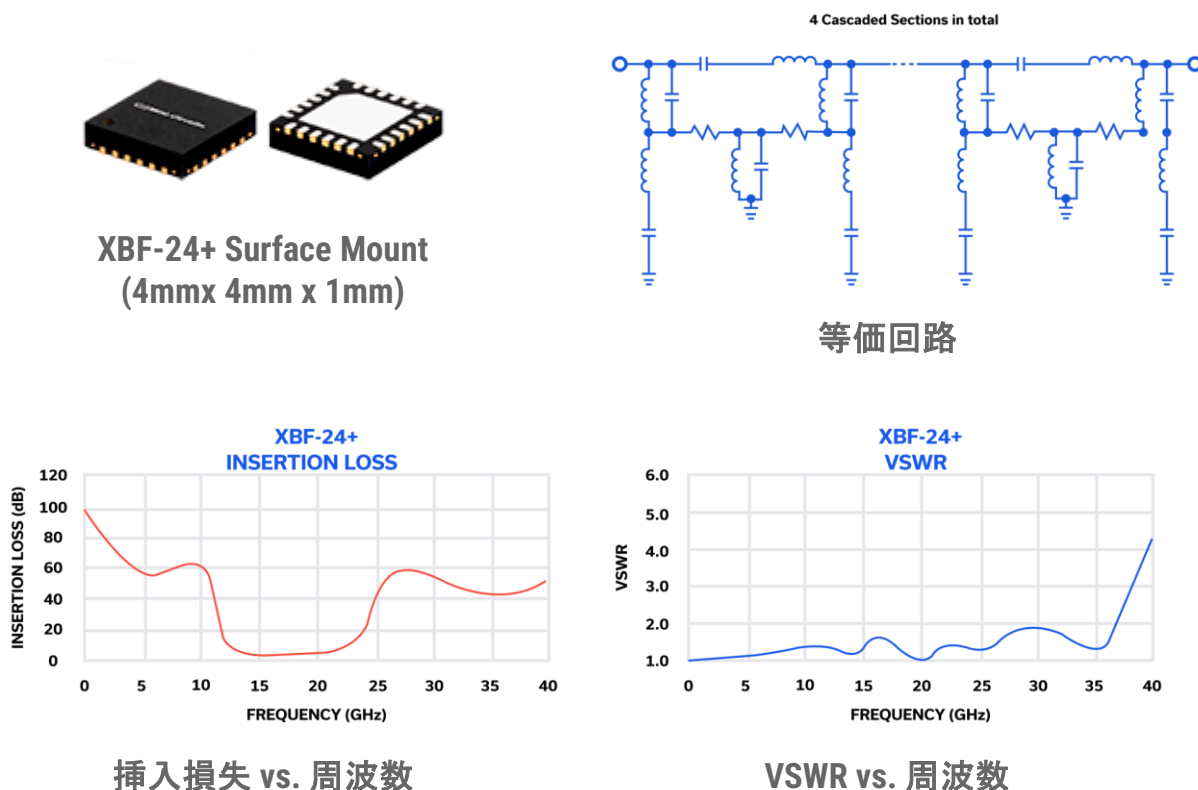 4 Cascaded Sections in total
Mini-Circuits
XBF-24+ Surface Mount
(4mmx 4mm x 1mm)
等価回路
XBF-24+
INSERTION LOSS
INSERTION LOSS (dB)
120
100
80
60
40
20
0
0 5 10 15 20 25 30 35 40
FREQUENCY (GHz)
挿入損失 vs. 周波数
XBF-24+
VSWR
VSWR
6.0
5.0
4.0
3.0
2.0
1.0
0 5 10 15 20 25 30 35 40
FREQUENCY (GHz)
VSWR vs. 周波数